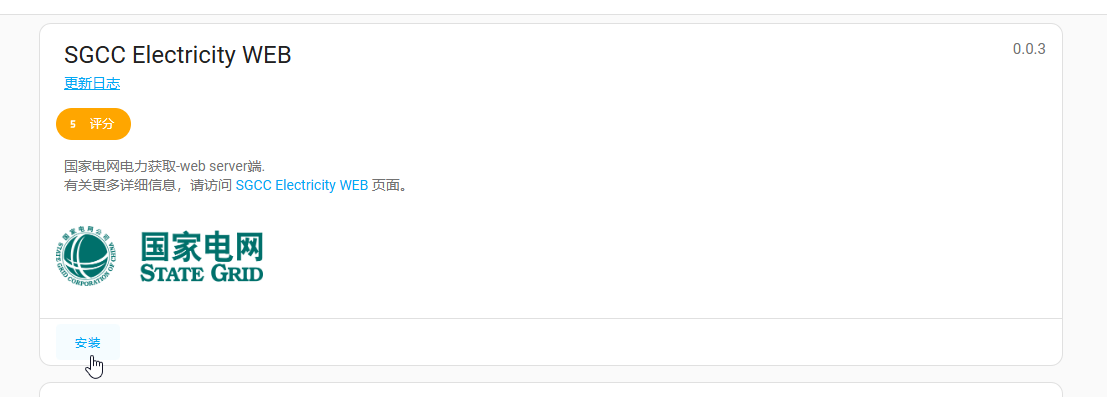 SGCC Electricity WEB
0.0.3
更新日志
5 评分
国家电网电力获取-web server端.
有关更多详细信息，请访问 SGCC Electricity WEB 页面。
国家电网公司
STATE GRID CORPORATION OF CHINA
国家电网
STATE GRID
安装